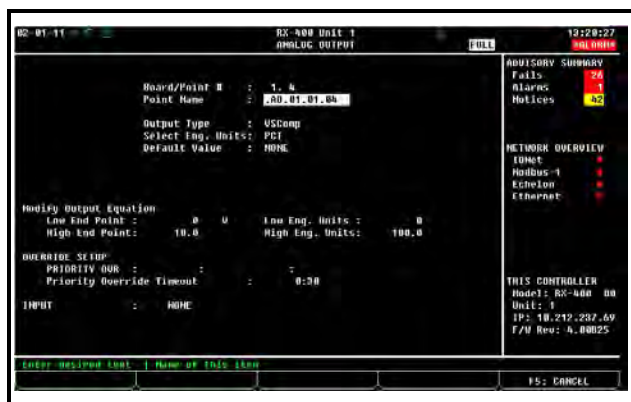 02-01-11
RX-400 Unit 1
13:20:27
ANALOG OUTPUT
FULL
*ALARM*
ADVISORY SUMMARY
Fails 26
Alarms 1
Notices 42
Board/Point # : 1. 4
Point Name : .AO.01.01.04
Output Type : VSComp
Select Eng. Units: PCT
Default Value : NONE
NETWORK OVERVIEW
IONet
Modbus-1
Echelon
Ethernet
Modify Output Equation
Low End Point : 0 V Low Eng. Units : 0
High End Point: 10.0 High Eng. Units: 100.0
OVERRIDE SETUP
PRIORITY OVR : : :
Priority Override Timeout : 0:30
INPUT : NONE
THIS CONTROLLER
Model: RX-400 00
Unit: 1
IP: 10.212.237.69
F/W Rev: 4.00B25
Enter desired text | Name of this item
F5: CANCEL